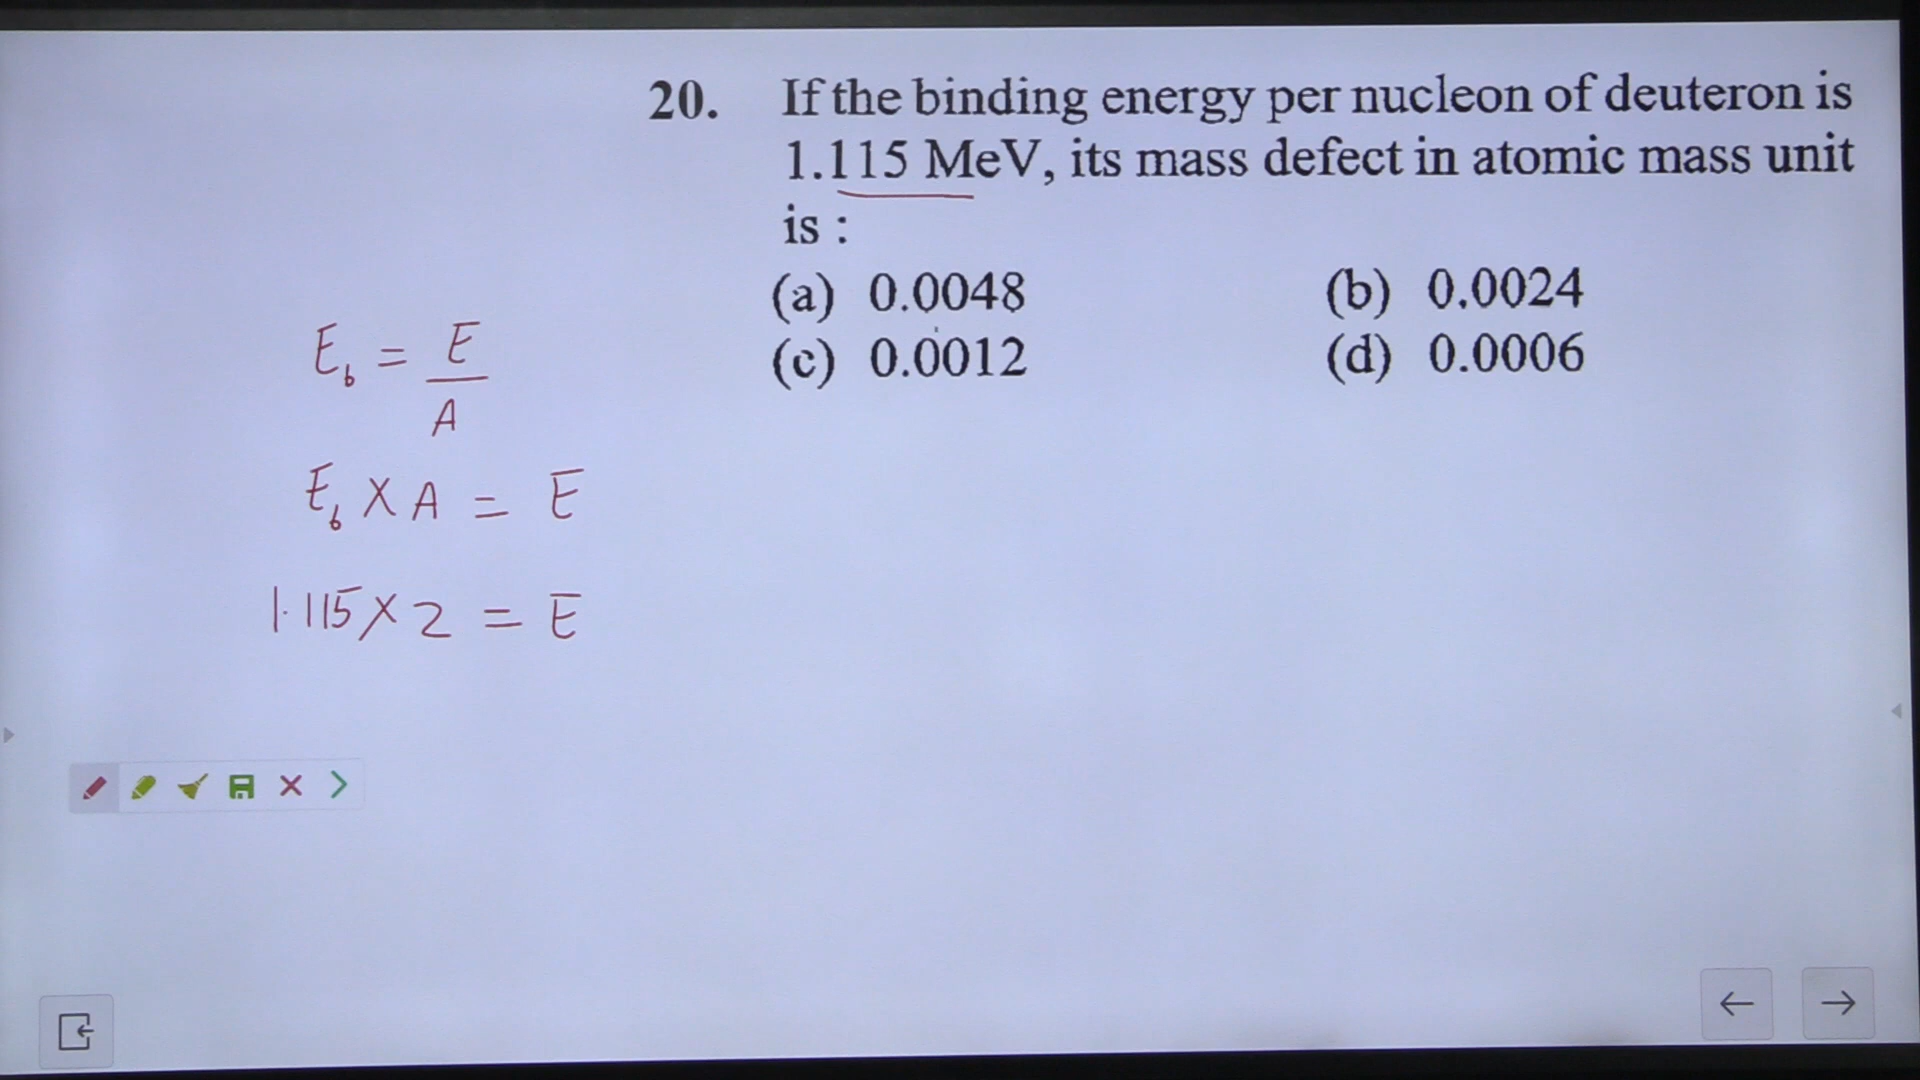 20. If the binding energy per nucleon of deuteron is
1.115 MeV, its mass defect in atomic mass unit
is :
(a) 0.0048 (b) 0.0024
(c) 0.0012 (d) 0.0006
E_b = E/A
E_b × A = E
1.115 × 2 = E